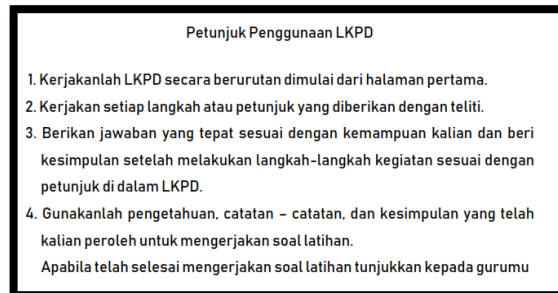 Petunjuk Penggunaan LKPD
1. Kerjakanlah LKPD secara berurutan dimulai dari halaman pertama.
2. Kerjakan setiap langkah atau petunjuk yang diberikan dengan teliti.
3. Berikan jawaban yang tepat sesuai dengan kemampuan kalian dan beri
kesimpulan setelah melakukan langkah-langkah kegiatan sesuai dengan
petunjuk di dalam LKPD.
4. Gunakanlah pengetahuan, catatan – catatan, dan kesimpulan yang telah
kalian peroleh untuk mengerjakan soal latihan.
Apabila telah selesai mengerjakan soal latihan tunjukkan kepada gurumu